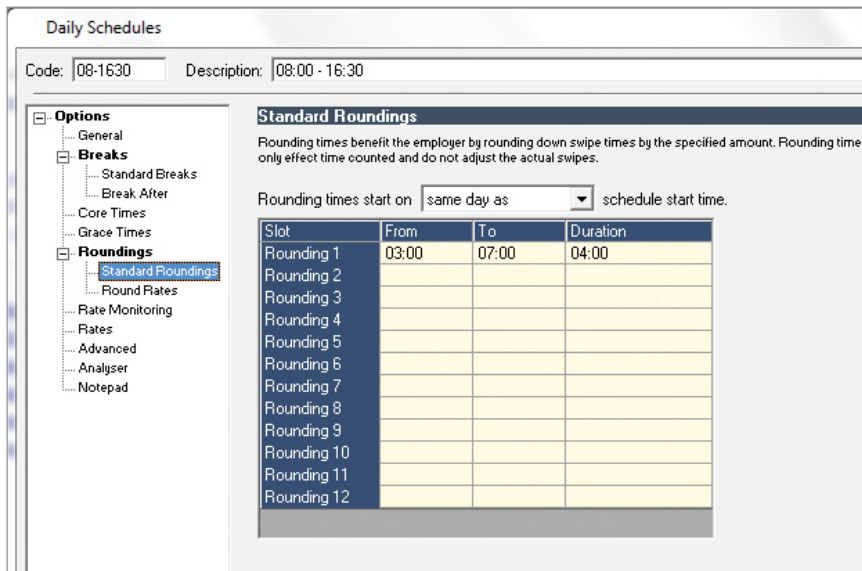 Daily Schedules
Code: 08-1630 Description: 08:00 - 16:30
Options
General
Breaks
Standard Breaks
Break After
Core Times
Grace Times
Roundings
Standard Roundings
Round Rates
Rate Monitoring
Rates
Advanced
Analyser
Notepad
Standard Roundings
Rounding times benefit the employer by rounding down swipe times by the specified amount. Rounding time
only effect time counted and do not adjust the actual swipes.
Rounding times start on same day as schedule start time.
Slot From To Duration
Rounding 1 03:00 07:00 04:00
Rounding 2
Rounding 3
Rounding 4
Rounding 5
Rounding 6
Rounding 7
Rounding 8
Rounding 9
Rounding 10
Rounding 11
Rounding 12